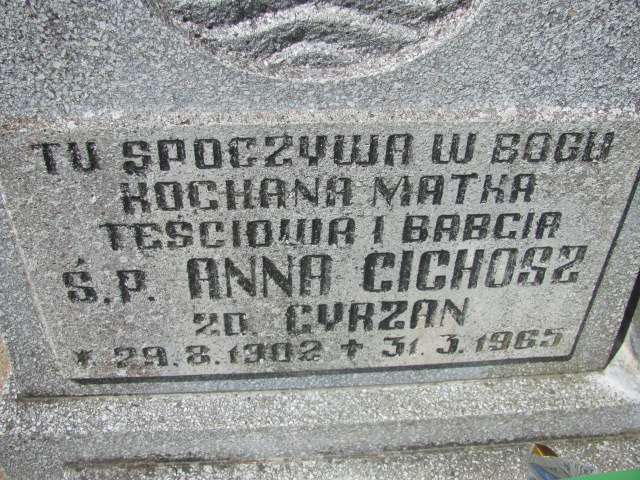 TU SPOCZYWA W BOGU
KOCHANA MATKA
TEŚCIOWA I BABCIA
Ś.P. ANNA CICHOSZ
ZD. CYRZAN
* 29.8.1902 + 31.3.1965